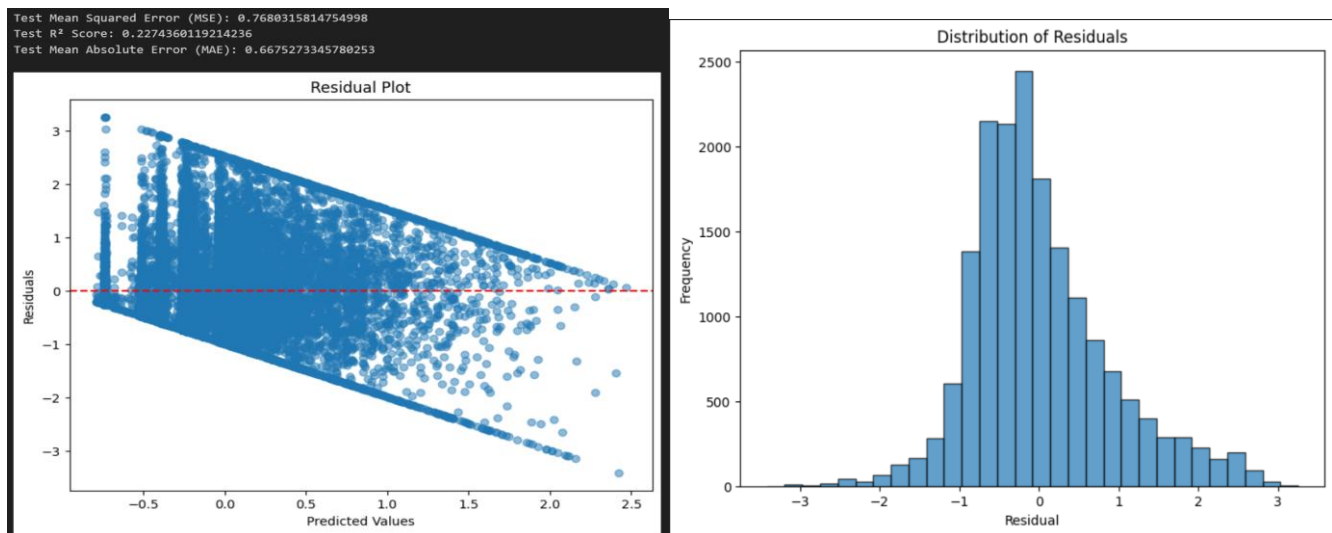 Test Mean Squared Error (MSE): 0.7680315814754998
Test R² Score: 0.2274360119214236
Test Mean Absolute Error (MAE): 0.6675273345780253
Residual Plot
3
2
1
0
−1
−2
−3
Residuals
−0.5 0.0 0.5 1.0 1.5 2.0 2.5
Predicted Values
Distribution of Residuals
2500
2000
1500
1000
500
0
Frequency
−3 −2 −1 0 1 2 3
Residual